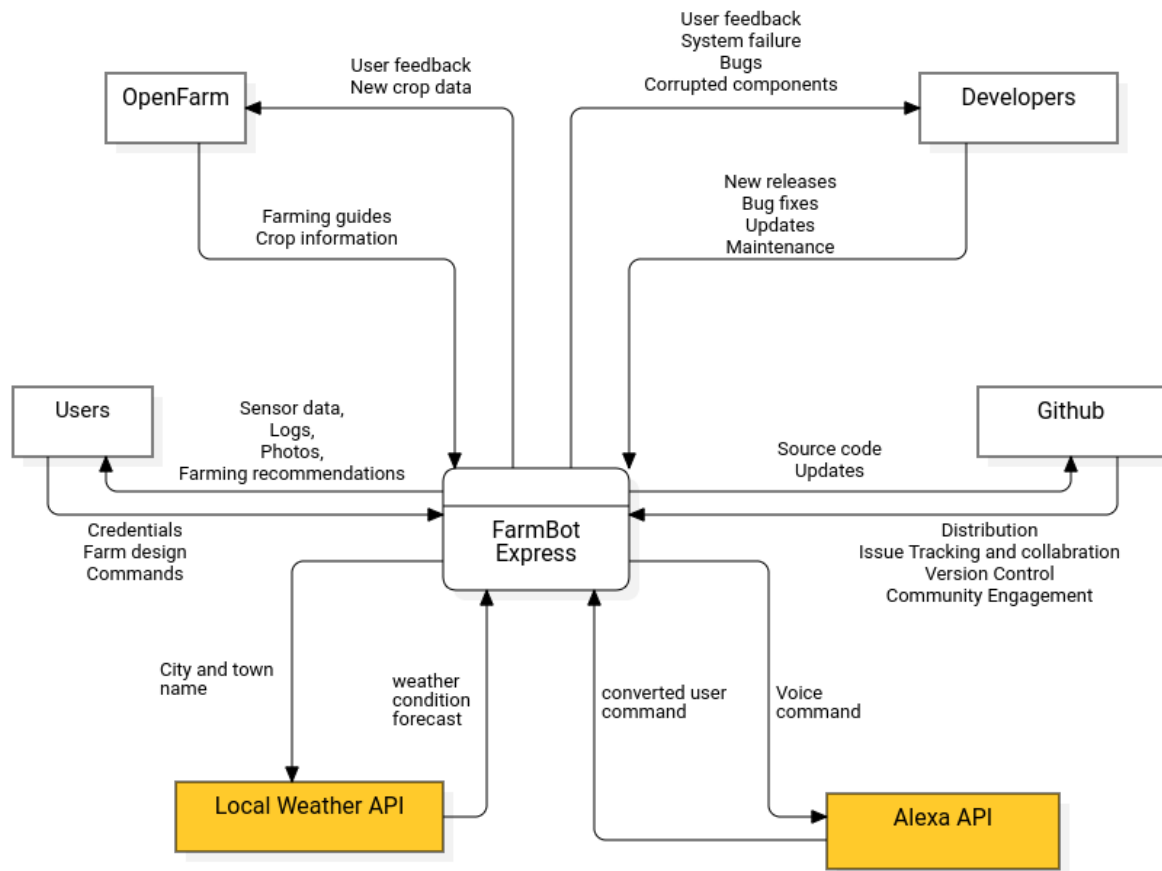 User feedback
System failure
Bugs
Corrupted components
User feedback
New crop data
OpenFarm
Developers
New releases
Bug fixes
Updates
Maintenance
Farming guides
Crop information
Users
Sensor data,
Logs,
Photos,
Farming recommendations
Github
Source code
Updates
FarmBot
Express
Credentials
Farm design
Commands
Distribution
Issue Tracking and collabration
Version Control
Community Engagement
City and town
name
weather
condition
forecast
converted user
command
Voice
command
Local Weather API
Alexa API